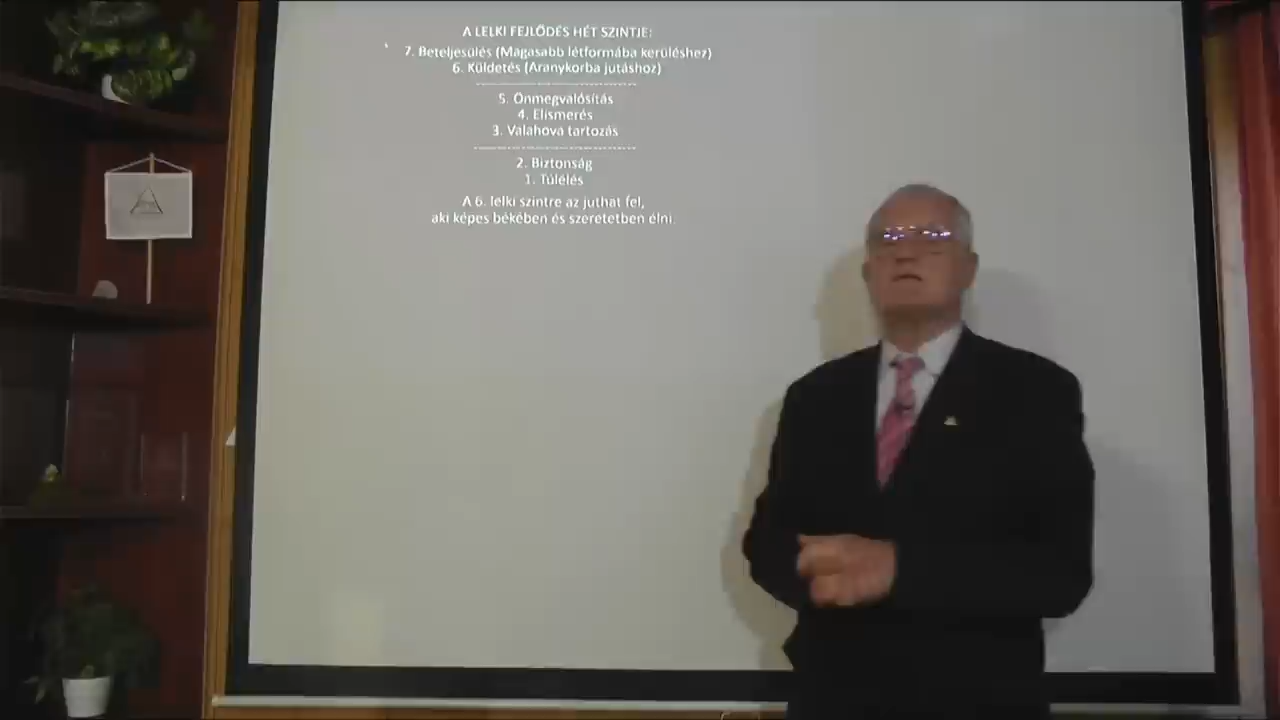 A LELKI FEJLŐDÉS HÉT SZINTJE:
7. Beteljesülés (Magasabb létformába kerüléshez)
6. Küldetés (Aranykorba jutáshoz)
5. Önmegvalósítás
4. Elismerés
3. Valahova tartozás
2. Biztonság
1. Túlélés
A 6. lelki szintre az juthat fel,
aki képes békében és szeretetben élni.